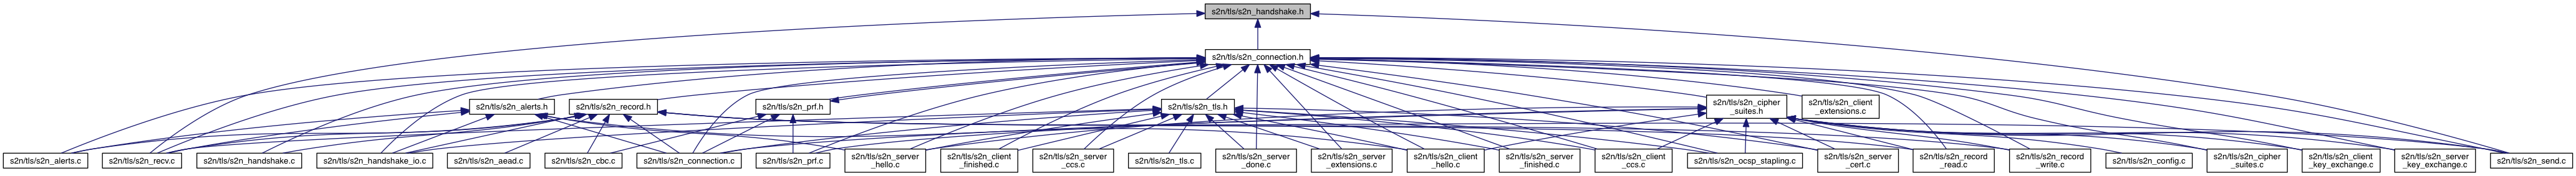 s2n/tls/s2n_handshake.h
s2n/tls/s2n_connection.h
s2n/tls/s2n_alerts.h
s2n/tls/s2n_record.h
s2n/tls/s2n_prf.h
s2n/tls/s2n_tls.h
s2n/tls/s2n_cipher
_suites.h
s2n/tls/s2n_client
_extensions.c
s2n/tls/s2n_alerts.c
s2n/tls/s2n_recv.c
s2n/tls/s2n_handshake.c
s2n/tls/s2n_handshake_io.c
s2n/tls/s2n_aead.c
s2n/tls/s2n_cbc.c
s2n/tls/s2n_connection.c
s2n/tls/s2n_prf.c
s2n/tls/s2n_server
_hello.c
s2n/tls/s2n_client
_finished.c
s2n/tls/s2n_server
_ccs.c
s2n/tls/s2n_tls.c
s2n/tls/s2n_server
_done.c
s2n/tls/s2n_server
_extensions.c
s2n/tls/s2n_client
_hello.c
s2n/tls/s2n_server
_finished.c
s2n/tls/s2n_client
_ccs.c
s2n/tls/s2n_ocsp_stapling.c
s2n/tls/s2n_server
_cert.c
s2n/tls/s2n_record
_read.c
s2n/tls/s2n_record
_write.c
s2n/tls/s2n_config.c
s2n/tls/s2n_cipher
_suites.c
s2n/tls/s2n_client
_key_exchange.c
s2n/tls/s2n_server
_key_exchange.c
s2n/tls/s2n_send.c